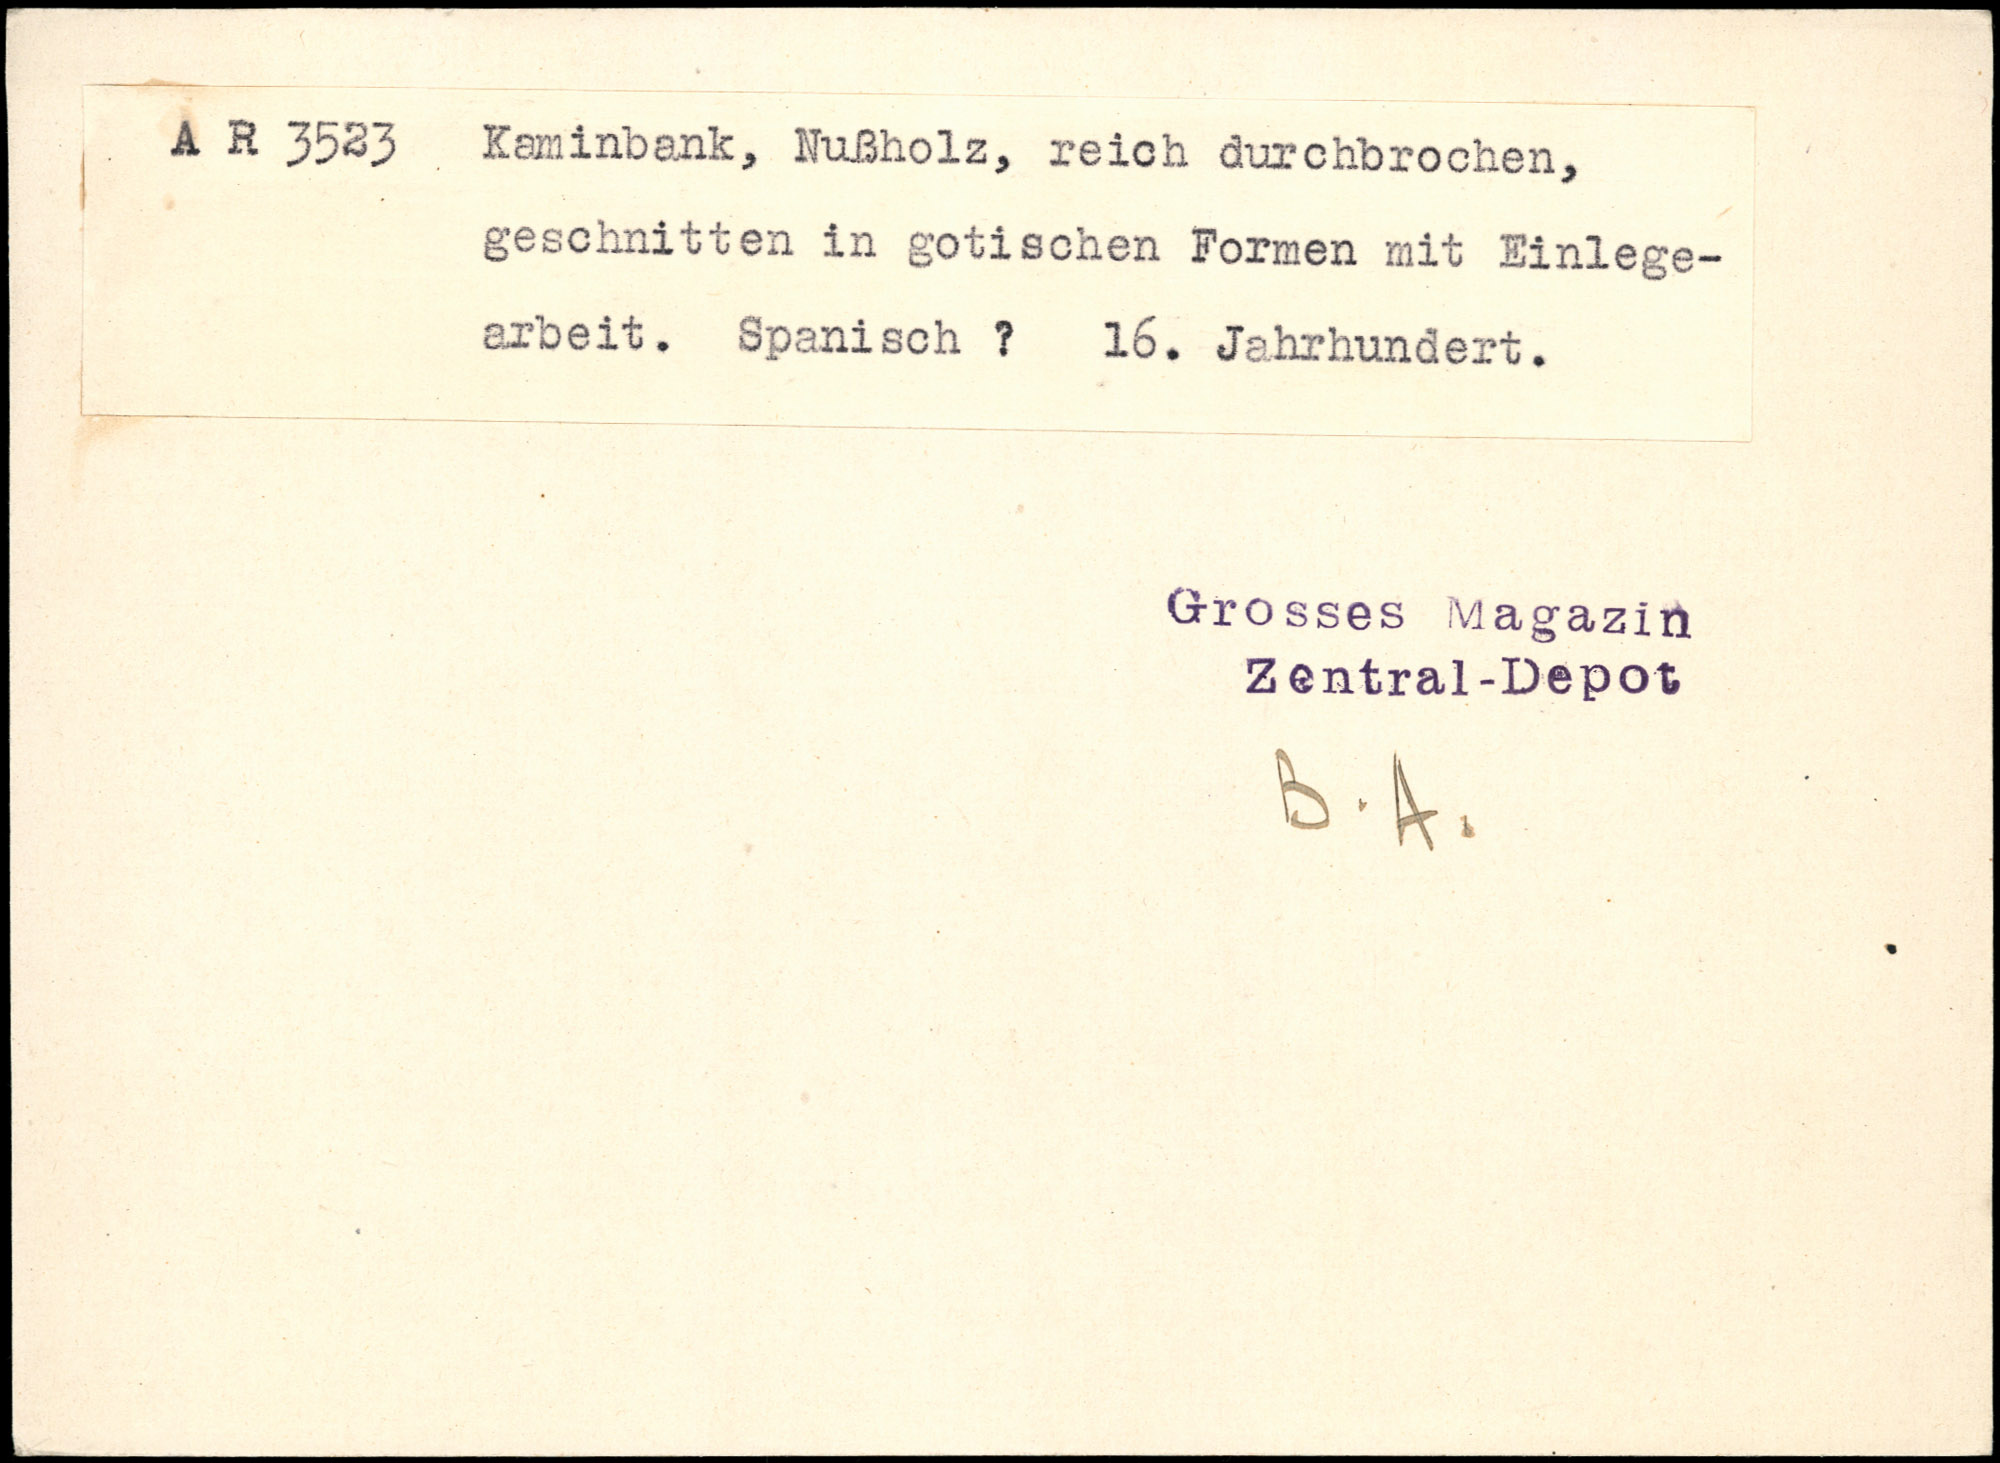 A R 3523 Kaminbank, Nußholz, reich durchbrochen,
geschnitten in gotischen Formen mit Einlege-
arbeit. Spanisch ? 16. Jahrhundert.
Grosses Magazin
Zentral-Depot
B. A.